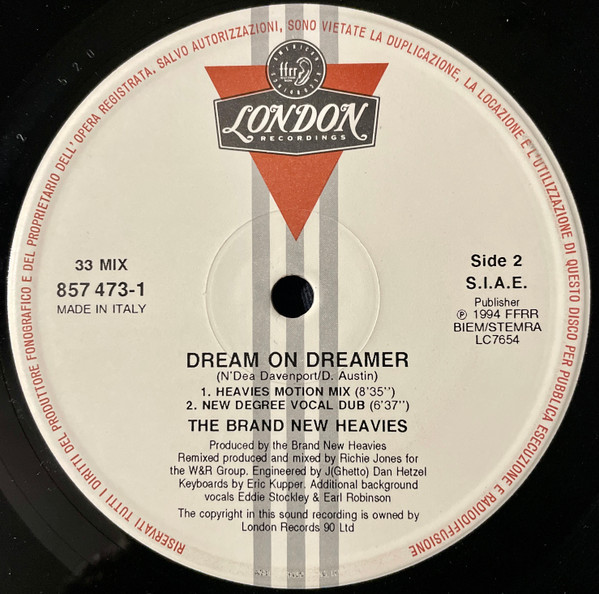 RISERVATI TUTTI I DIRITTI DEL PRODUTTORE FONOGRAFICO E DEL PROPRIETARIO DELL'OPERA REGISTRATA, SALVO AUTORIZZAZIONI, SONO VIETATE LA DUPLICAZIONE, LA LOCAZIONE E L'UTILIZZAZIONE DI QUESTO DISCO PER PUBBLICA ESECUZIONE E RADIODIFFUSIONE
ffrr
LONDON
RECORDINGS
33 MIX
857 473-1
MADE IN ITALY
Side 2
S.I.A.E.
Publisher
℗ 1994 FFRR
BIEM/STEMRA
LC7654
DREAM ON DREAMER
(N'Dea Davenport/D. Austin)
1. HEAVIES MOTION MIX (8'35'')
2. NEW DEGREE VOCAL DUB (6'37'')
THE BRAND NEW HEAVIES
Produced by the Brand New Heavies
Remixed produced and mixed by Richie Jones for
the W&R Group. Engineered by J(Ghetto) Dan Hetzel
Keyboards by Eric Kupper. Additional background
vocals Eddie Stockley & Earl Robinson
The copyright in this sound recording is owned by
London Records 90 Ltd